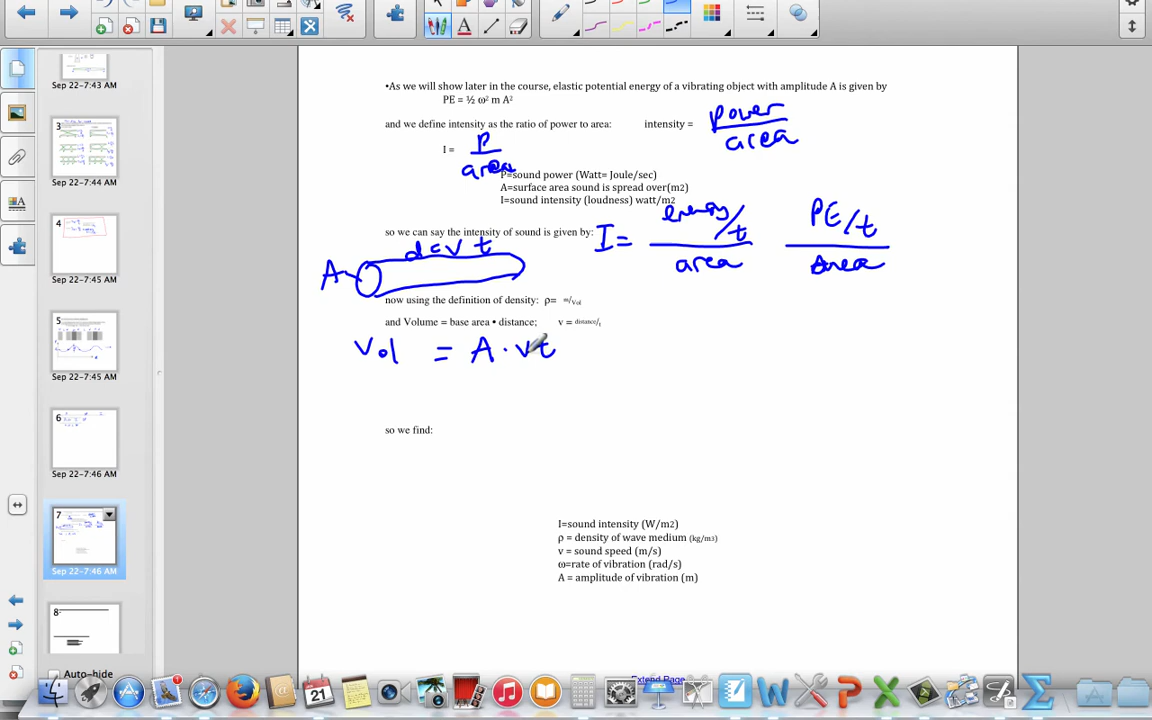 •As we will show later in the course, elastic potential energy of a vibrating object with amplitude A is given by
PE = ½ ω² m A²
and we define intensity as the ratio of power to area: intensity = power/area
I = P/area
P=sound power (Watt= Joule/sec)
A=surface area sound is spread over(m2)
I=sound intensity (loudness) watt/m2
so we can say the intensity of sound is given by: I = energy/t / area PE/t / Area
d = v t
A
now using the definition of density: ρ= =/Vol
and Volume = base area • distance; v = distance/t
Vol = A · vt
so we find:
I=sound intensity (W/m2)
ρ = density of wave medium (kg/m3)
v = sound speed (m/s)
ω=rate of vibration (rad/s)
A = amplitude of vibration (m)
Extend Page
Sep 22-7:43 AM
3
Sep 22-7:44 AM
4
Sep 22-7:45 AM
5
Sep 22-7:45 AM
6
Sep 22-7:46 AM
7
Sep 22-7:46 AM
8
Auto-hide
21